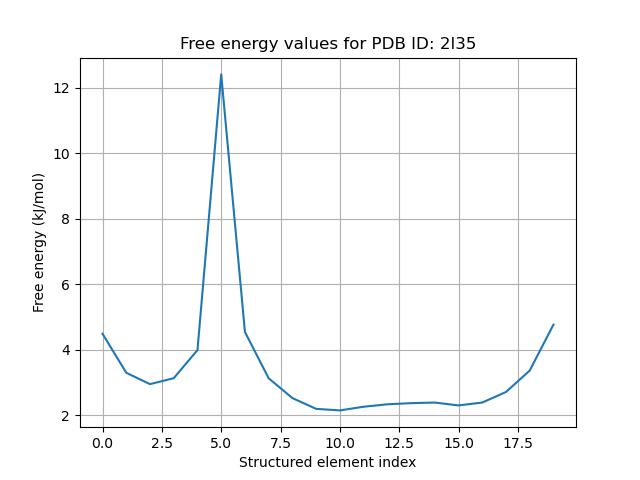 Free energy values for PDB ID: 2l35
12
10
8
6
4
2
Free energy (kJ/mol)
0.0 2.5 5.0 7.5 10.0 12.5 15.0 17.5
Structured element index